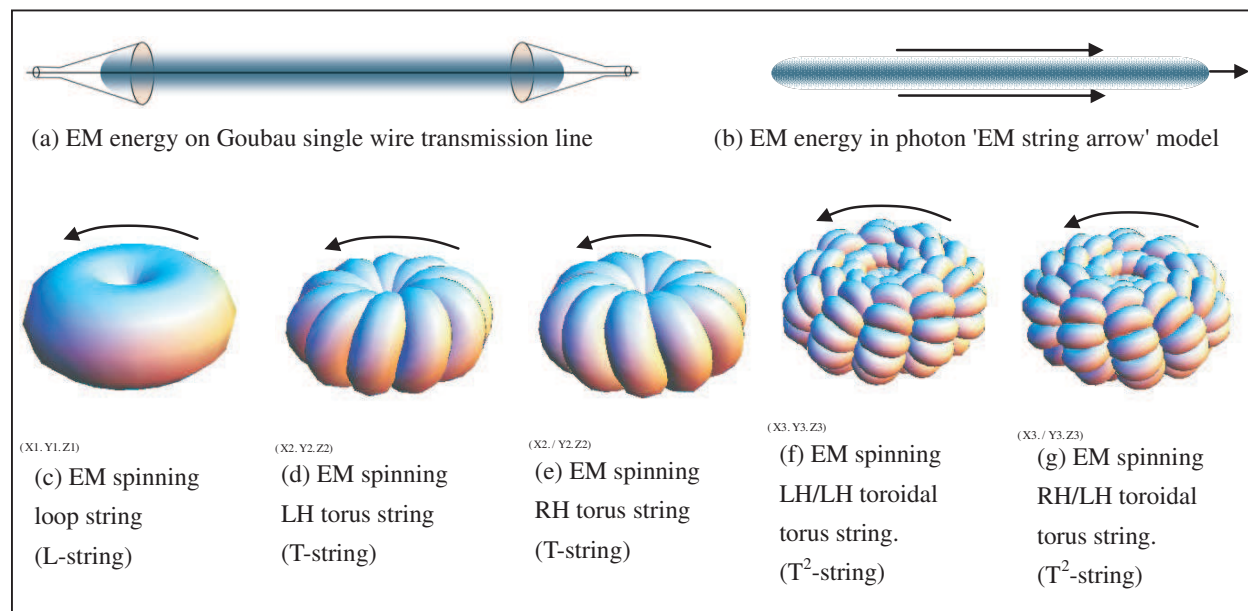 (a) EM energy on Goubau single wire transmission line
(b) EM energy in photon 'EM string arrow' model
(X1.Y1.Z1)
(c) EM spinning
loop string
(L-string)
(X2.Y2.Z2)
(d) EM spinning
LH torus string
(T-string)
(X2./Y2.Z2)
(e) EM spinning
RH torus string
(T-string)
(X3.Y3.Z3)
(f) EM spinning
LH/LH toroidal
torus string.
(T²-string)
(X3./Y3.Z3)
(g) EM spinning
RH/LH toroidal
torus string.
(T²-string)